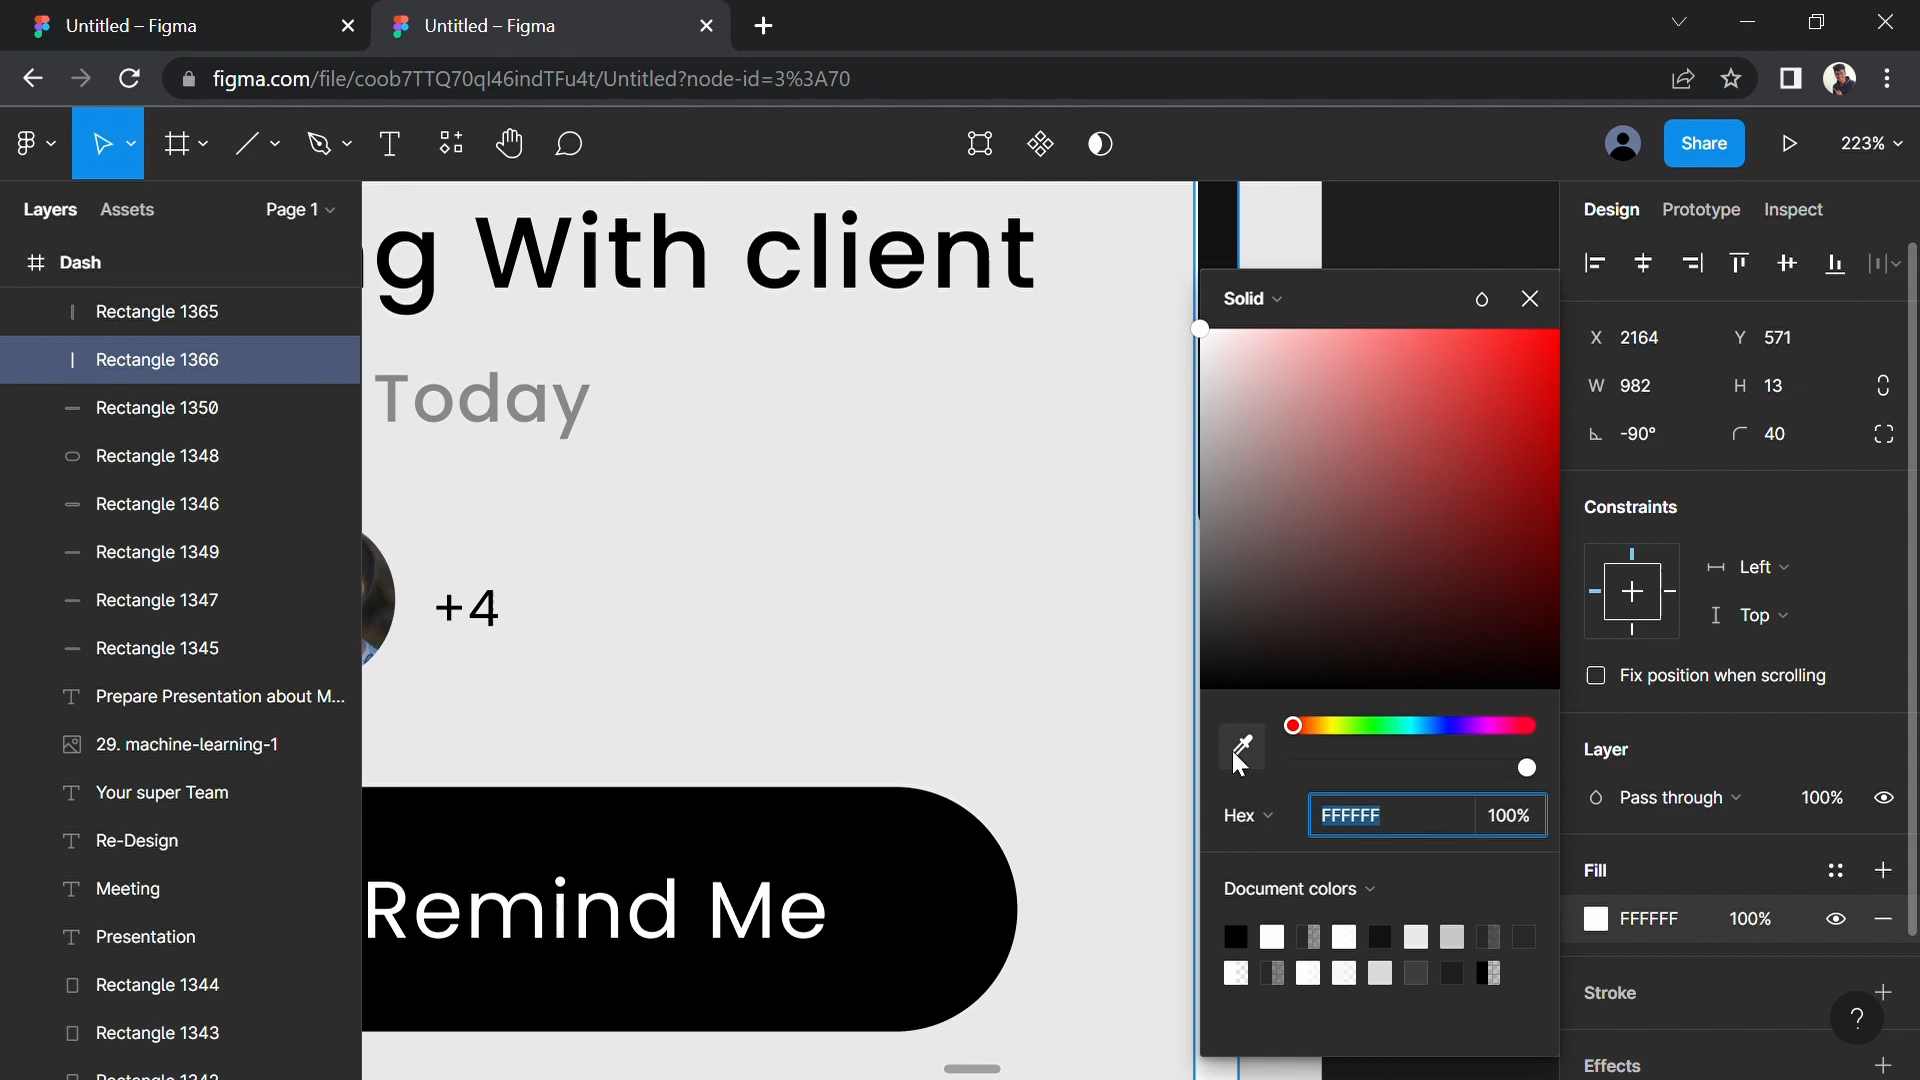 Untitled – Figma
Untitled – Figma
figma.com/file/coob7TTQ70qI46indTFu4t/Untitled?node-id=3%3A70
Share
223%
Layers
Assets
Page 1
Design
Prototype
Inspect
Dash
Rectangle 1365
Rectangle 1366
Rectangle 1350
Rectangle 1348
Rectangle 1346
Rectangle 1349
Rectangle 1347
Rectangle 1345
Prepare Presentation about M...
29. machine-learning-1
Your super Team
Re-Design
Meeting
Presentation
Rectangle 1344
Rectangle 1343
Rectangle 1342
g With client
Today
+4
Remind Me
Solid
Hex
FFFFFF
100%
Document colors
X 2164
Y 571
W 982
H 13
-90°
40
Constraints
Left
Top
Fix position when scrolling
Layer
Pass through
100%
Fill
FFFFFF
100%
Stroke
?
Effects